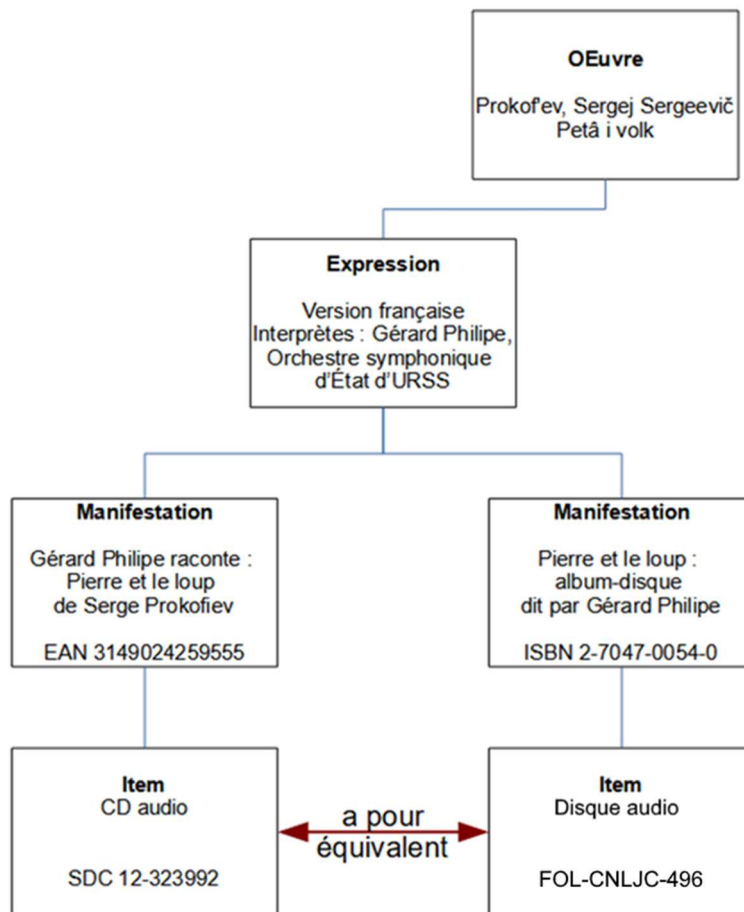 OEuvre
Prokof'ev, Sergej Sergeevič
Petâ i volk
Expression
Version française
Interprètes : Gérard Philipe,
Orchestre symphonique
d'État d'URSS
Manifestation
Gérard Philipe raconte :
Pierre et le loup
de Serge Prokofiev
EAN 3149024259555
Manifestation
Pierre et le loup :
album-disque
dit par Gérard Philipe
ISBN 2-7047-0054-0
Item
CD audio
SDC 12-323992
a pour
équivalent
Item
Disque audio
FOL-CNLJC-496